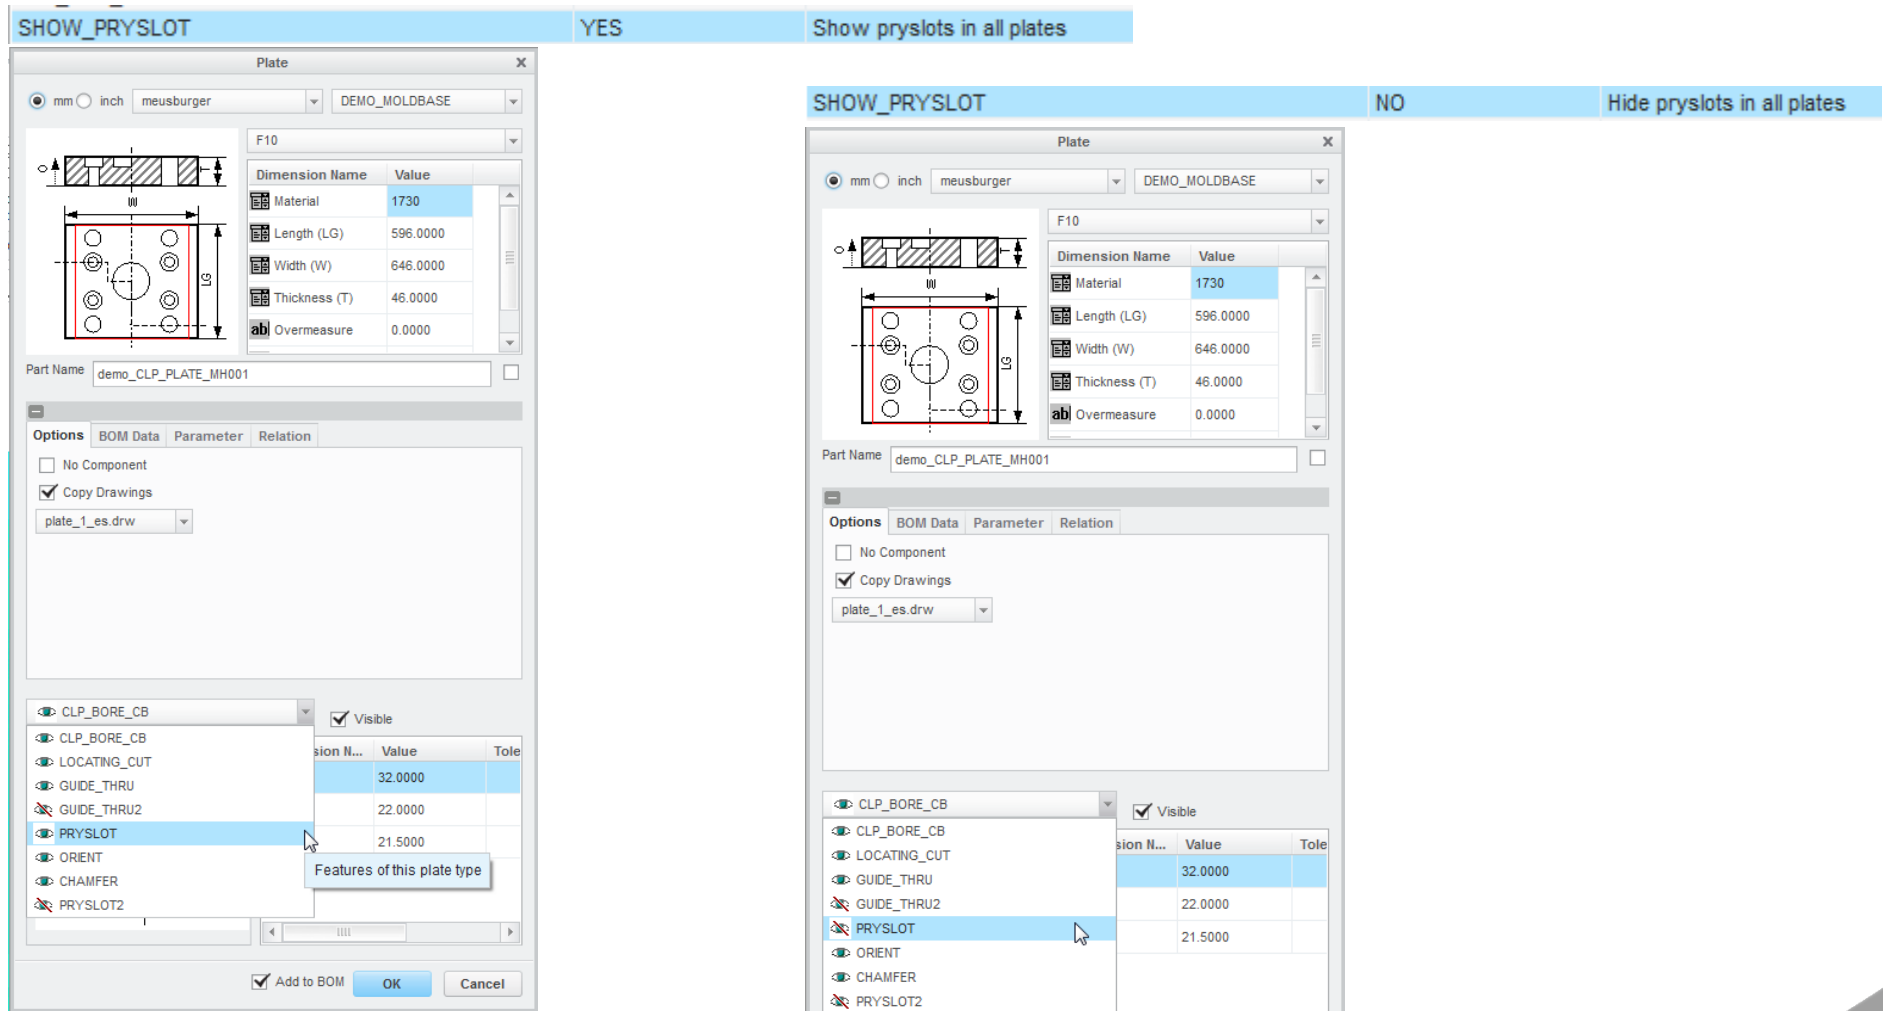 SHOW_PRYSLOT YES Show pryslots in all plates
Plate x
mm inch meusburger DEMO_MOLDBASE
F10
O T
W
LG
Dimension Name Value
Material 1730
Length (LG) 596.0000
Width (W) 646.0000
Thickness (T) 46.0000
ab Overmeasure 0.0000
Part Name demo_CLP_PLATE_MH001
Options BOM Data Parameter Relation
No Component
Copy Drawings
plate_1_es.drw
CLP_BORE_CB Visible
CLP_BORE_CB
LOCATING_CUT
GUIDE_THRU
GUIDE_THRU2
PRYSLOT
ORIENT
CHAMFER
PRYSLOT2
sion N... Value Tole
32.0000
22.0000
21.5000
Features of this plate type
Add to BOM OK Cancel
SHOW_PRYSLOT NO Hide pryslots in all plates
Plate x
mm inch meusburger DEMO_MOLDBASE
F10
O T
W
LG
Dimension Name Value
Material 1730
Length (LG) 596.0000
Width (W) 646.0000
Thickness (T) 46.0000
ab Overmeasure 0.0000
Part Name demo_CLP_PLATE_MH001
Options BOM Data Parameter Relation
No Component
Copy Drawings
plate_1_es.drw
CLP_BORE_CB Visible
CLP_BORE_CB
LOCATING_CUT
GUIDE_THRU
GUIDE_THRU2
PRYSLOT
ORIENT
CHAMFER
PRYSLOT2
sion N... Value Tole
32.0000
22.0000
21.5000